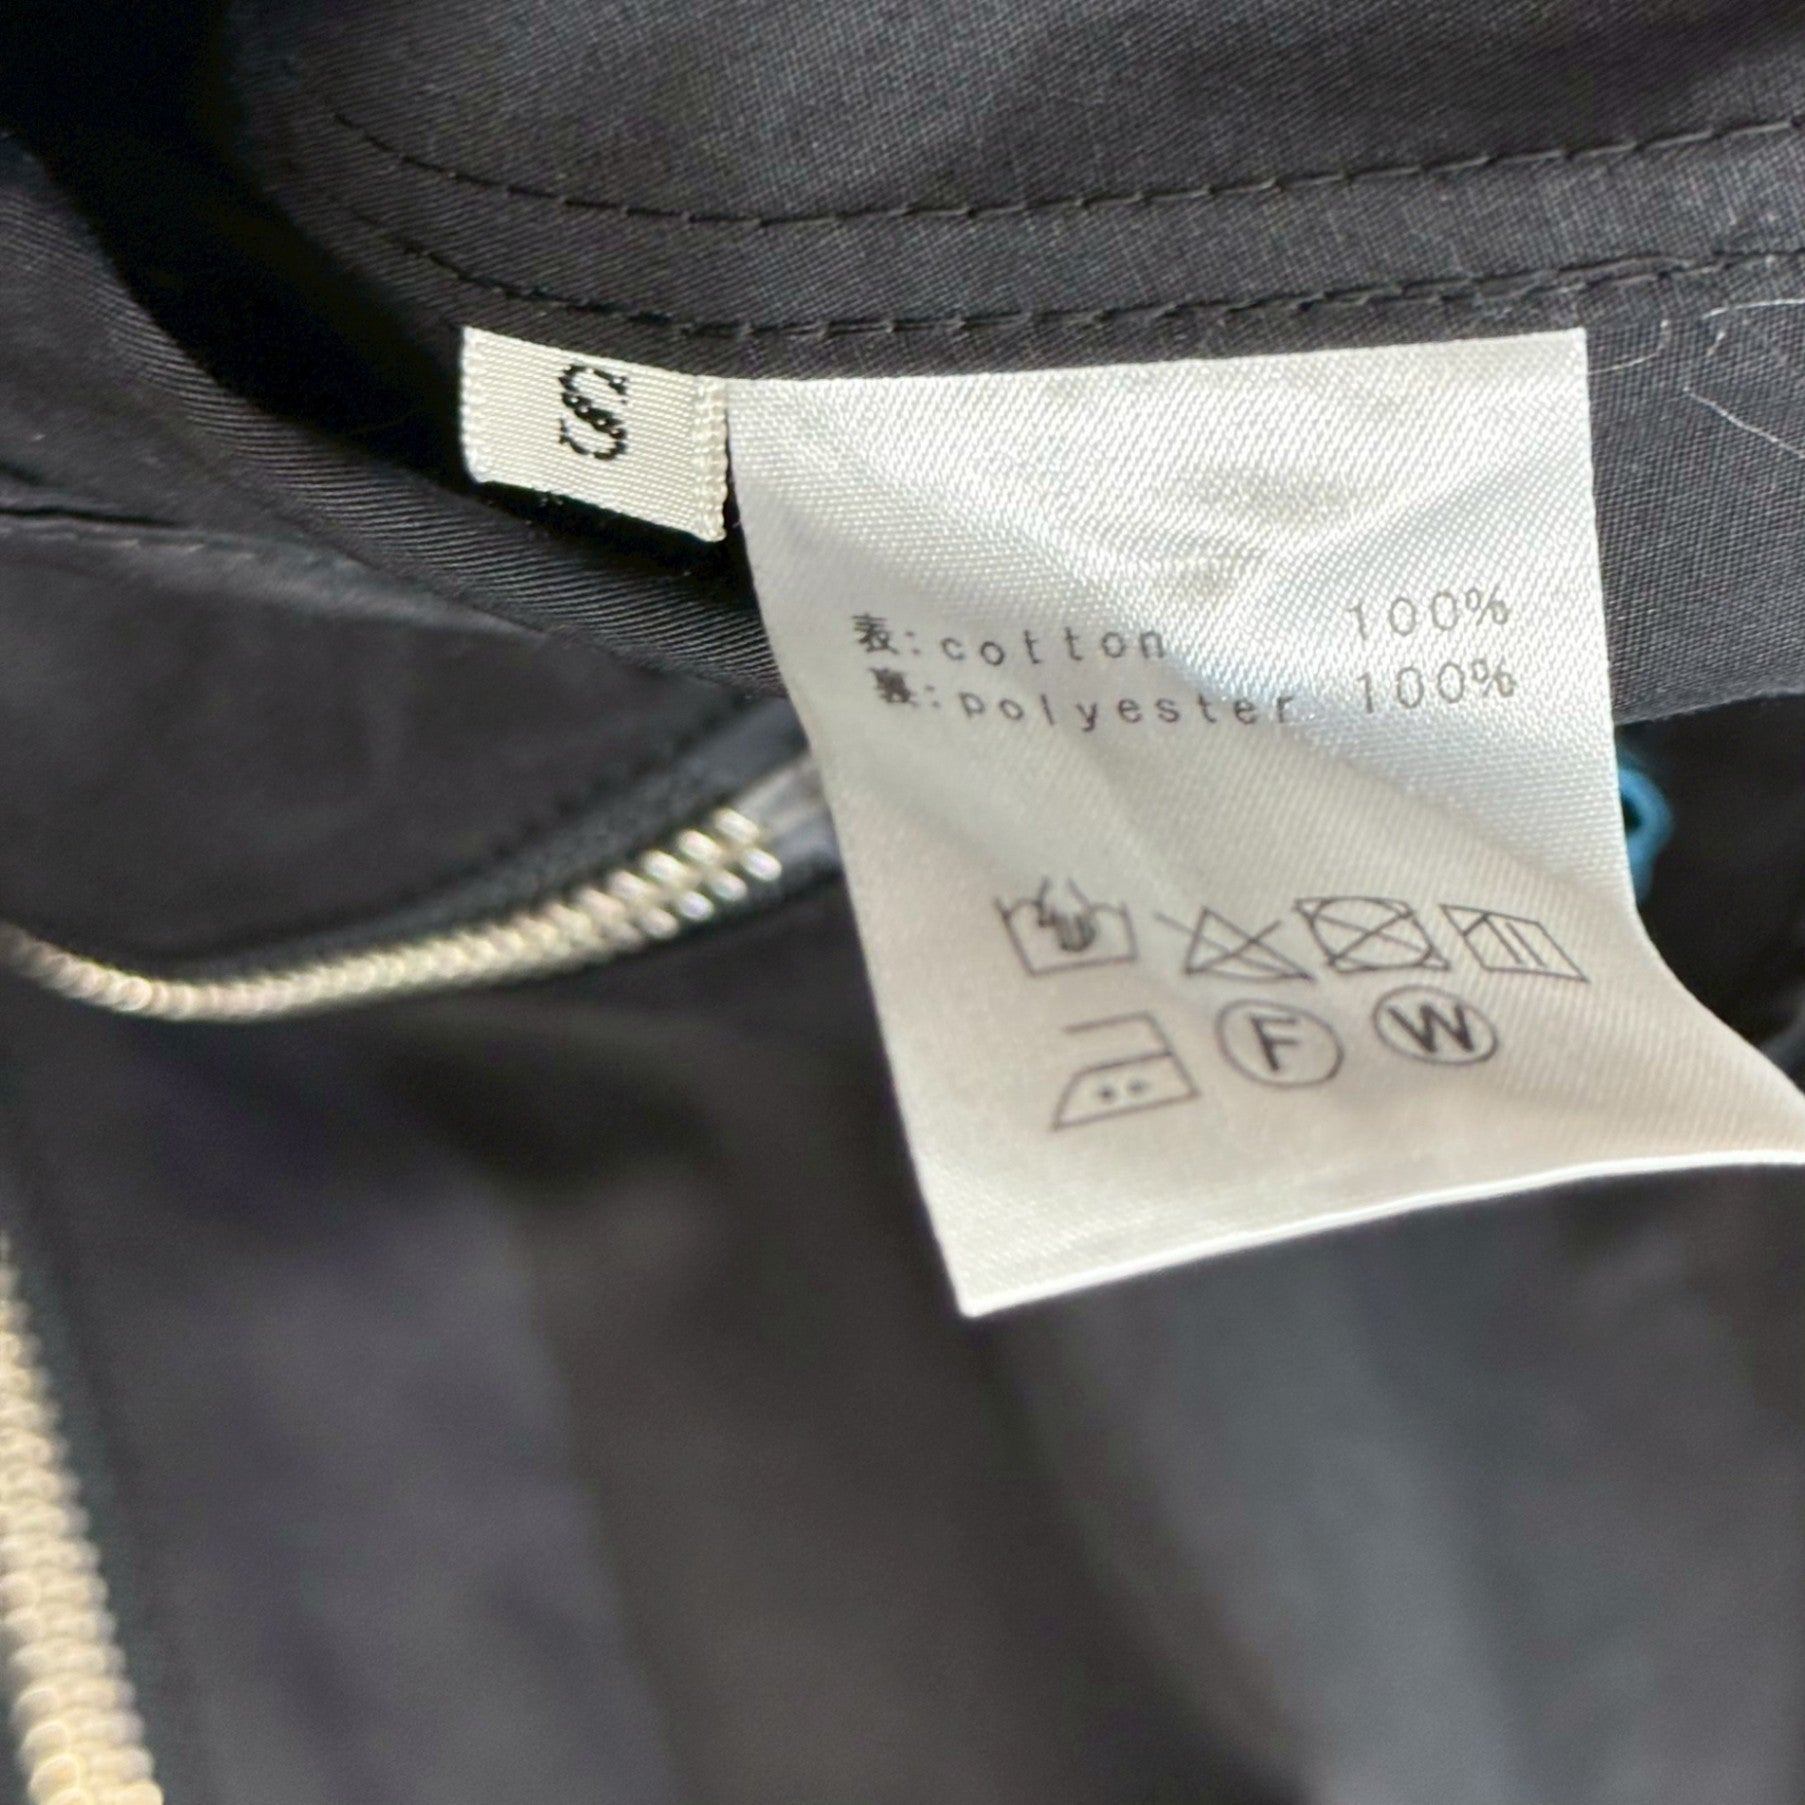 S
表:cotton 100%
裏:polyester 100%
F W